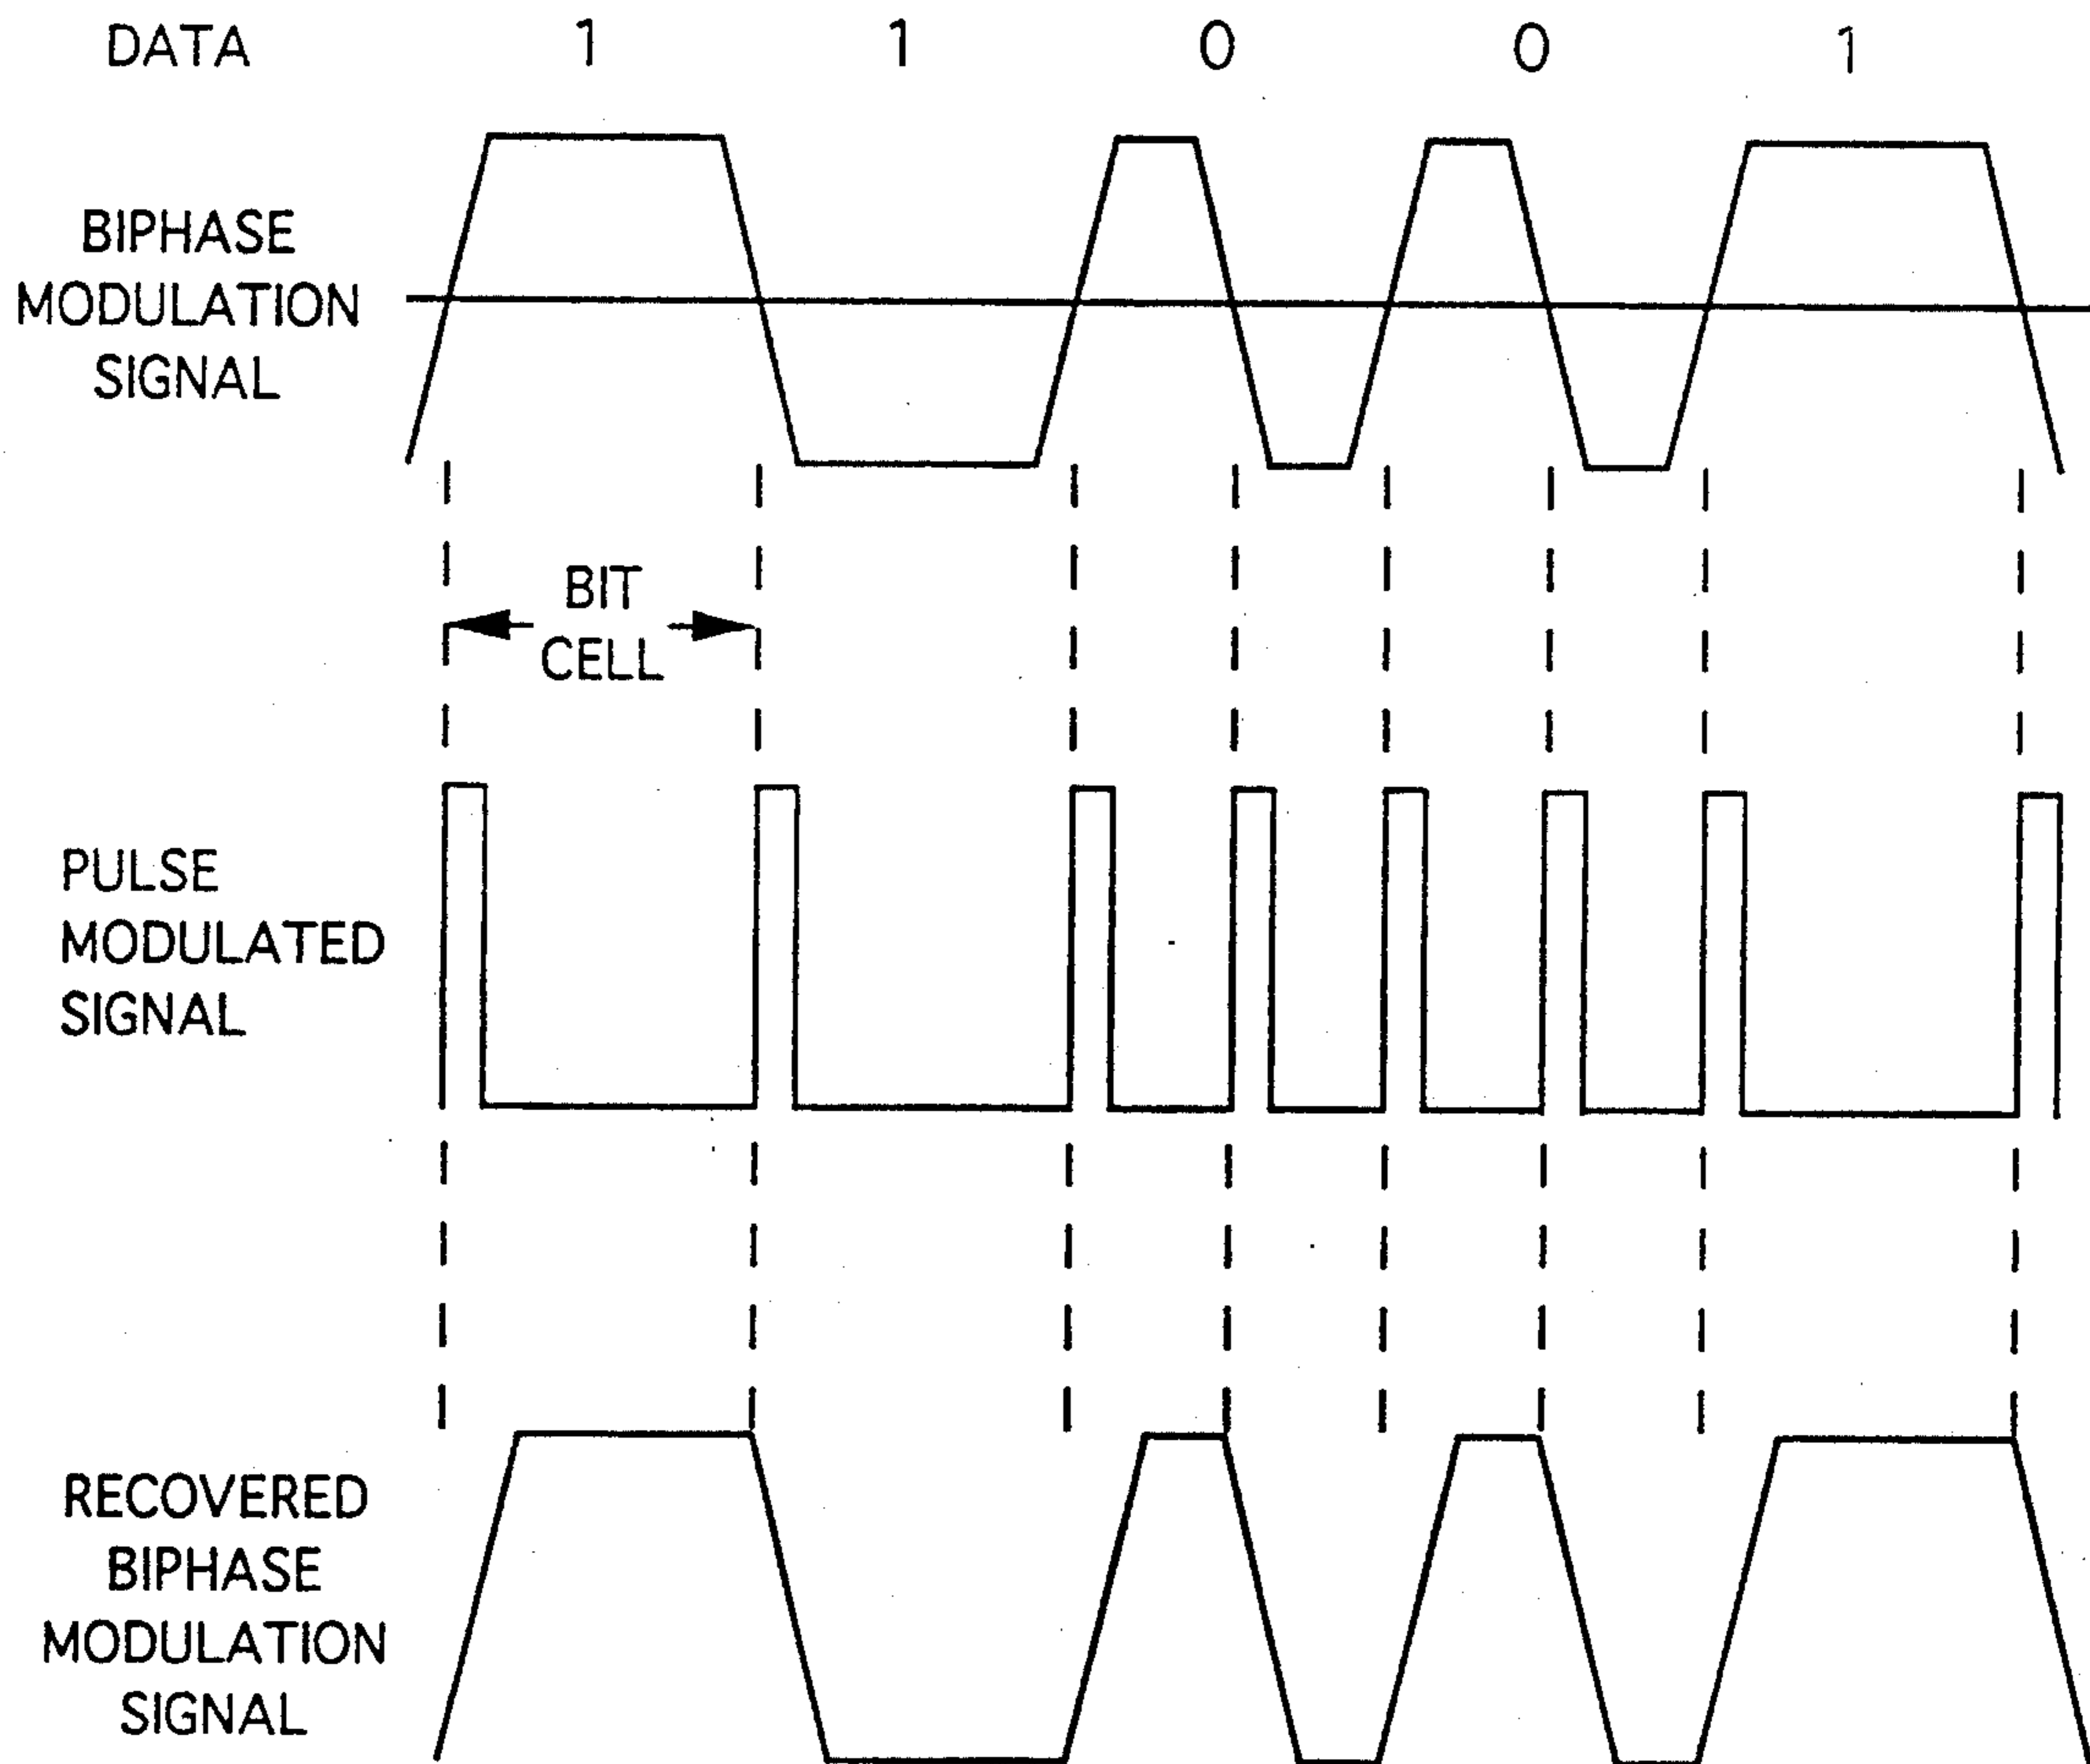 DATA 1 1 0 0 1
BIPHASE
MODULATION
SIGNAL
BIT
CELL
PULSE
MODULATED
SIGNAL
RECOVERED
BIPHASE
MODULATION
SIGNAL